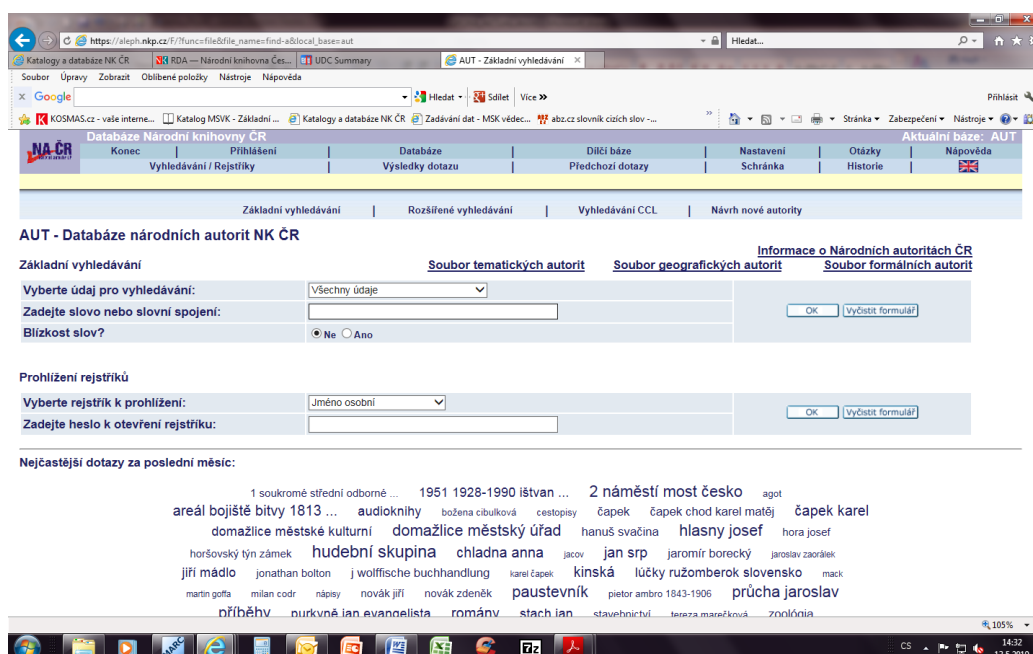 https://aleph.nkp.cz/F/?func=file&file_name=find-a&local_base=aut
Hledat...
Katalogy a databáze NK ČR
RDA — Národní knihovna Čes...
UDC Summary
AUT - Základní vyhledávání
Soubor Úpravy Zobrazit Oblíbené položky Nástroje Nápověda
Google Hledat Sdílet Více >> Přihlásit
KOSMAS.cz - vaše interne... Katalog MSVK - Základní ... Katalogy a databáze NK ČR Zadávání dat - MSK vědec... abz.cz slovník cizích slov -... Stránka Zabezpečení Nástroje
NA ČR
Databáze Národní knihovny ČR Aktuální báze: AUT
Konec | Přihlášení | Databáze | Dílčí báze | Nastavení | Otázky | Nápověda
Vyhledávání / Rejstříky | Výsledky dotazu | Předchozí dotazy | Schránka | Historie |
Základní vyhledávání | Rozšířené vyhledávání | Vyhledávání CCL | Návrh nové autority
AUT - Databáze národních autorit NK ČR
Informace o Národních autoritách ČR
Základní vyhledávání Soubor tematických autorit Soubor geografických autorit Soubor formálních autorit
Vyberte údaj pro vyhledávání: Všechny údaje
Zadejte slovo nebo slovní spojení: OK Vyčistit formulář
Blízkost slov? Ne Ano
Prohlížení rejstříků
Vyberte rejstřík k prohlížení: Jméno osobní
OK Vyčistit formulář
Zadejte heslo k otevření rejstříku:
Nejčastější dotazy za poslední měsíc:
1 soukromé střední odborné ... 1951 1928-1990 ištvan ... 2 náměstí most česko agot
areál bojiště bitvy 1813 ... audioknihy božena cibulková cestopisy čapek čapek chod karel matěj čapek karel
domažlice městské kulturní domažlice městský úřad hanuš svačina hlasny josef hora josef
horšovský týn zámek hudební skupina chladna anna jacov jan srp jaromír borecký jaroslav zaorálek
jiří mádlo jonathan bolton j wolffische buchhandlung karel čapek kinská lúčky ružomberok slovensko mack
martin goffa milan codr nápisy novák jiří novák zdeněk paustevník pietor ambro 1843-1906 průcha jaroslav
příběhy purkyně jan evangelista romány stach jan stavebnictví tereza marečková zoológia
105%
MARC
7z
CS 14:32